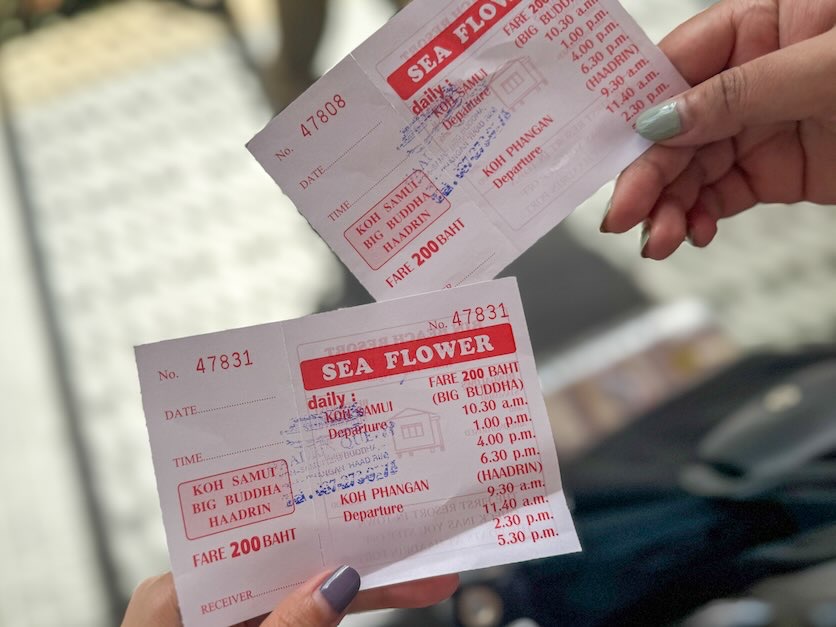 No. 47808
DATE
TIME
KOH SAMUI
BIG BUDDHA
HAADRIN
FARE 200 BAHT
SEA FLOWER
daily :
KOH SAMUI
Departure
FARE 200
(BIG BUDDHA)
10.30 a.m.
1.00 p.m.
4.00 p.m.
6.30 p.m.
(HAADRIN)
KOH PHANGAN
Departure
9.30 a.m.
11.40 a.m.
2.30 p.m.
No. 47831
DATE
TIME
KOH SAMUI
BIG BUDDHA
HAADRIN
FARE 200 BAHT
RECEIVER
No. 47831
SEA FLOWER
daily :
FARE 200 BAHT
KOH SAMUI (BIG BUDDHA)
Departure 10.30 a.m.
1.00 p.m.
4.00 p.m.
6.30 p.m.
KOH PHANGAN (HAADRIN)
Departure 9.30 a.m.
11.40 a.m.
2.30 p.m.
5.30 p.m.